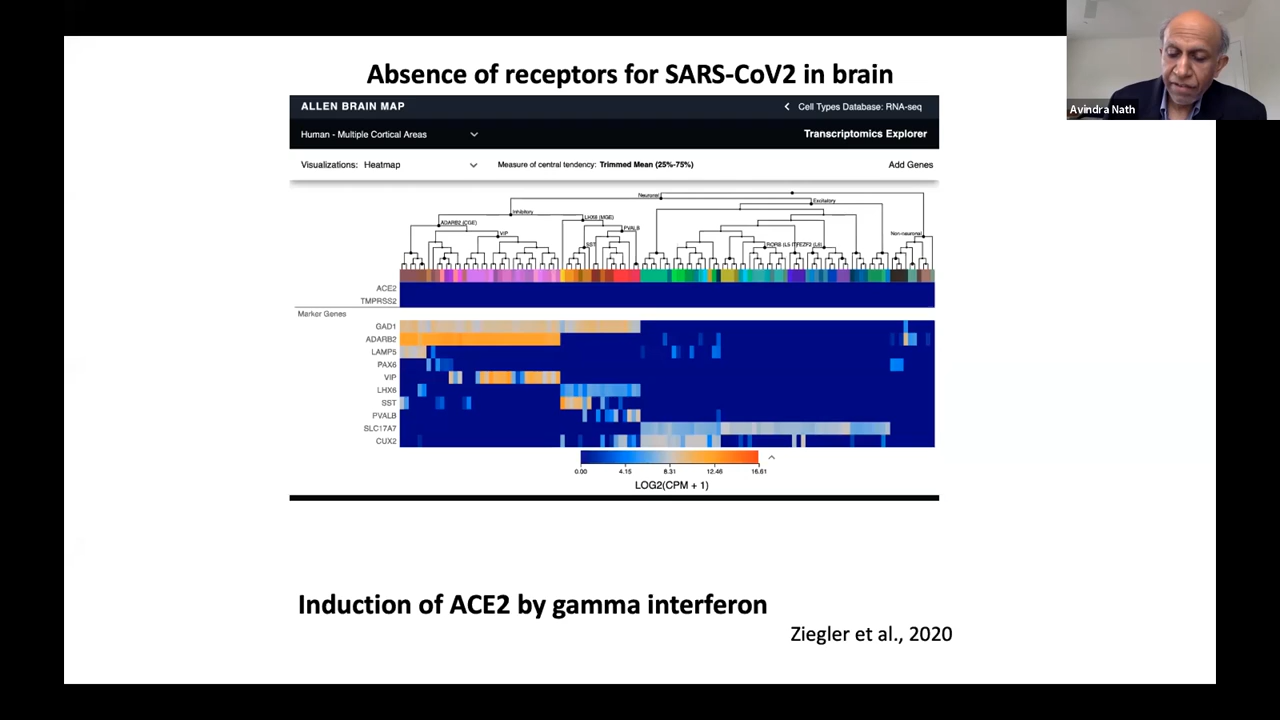 Absence of receptors for SARS-CoV2 in brain
Avindra Nath
ALLEN BRAIN MAP
Cell Types Database: RNA-seq
Human - Multiple Cortical Areas
Transcriptomics Explorer
Visualizations: Heatmap
Measure of central tendency: Trimmed Mean (25%-75%)
Add Genes
Neuronal
Excitatory
Inhibitory
LHX6 (MGE)
ADARB2 (CGE)
PVALB
VIP
Non-neuronal
SST
ACE2
TMPRSS2
Marker Genes
GAD1
ADARB2
LAMP5
PAX6
VIP
LHX6
SST
PVALB
SLC17A7
CUX2
0.00 4.15 8.31 12.46 16.61
LOG2(CPM + 1)
Induction of ACE2 by gamma interferon
Ziegler et al., 2020